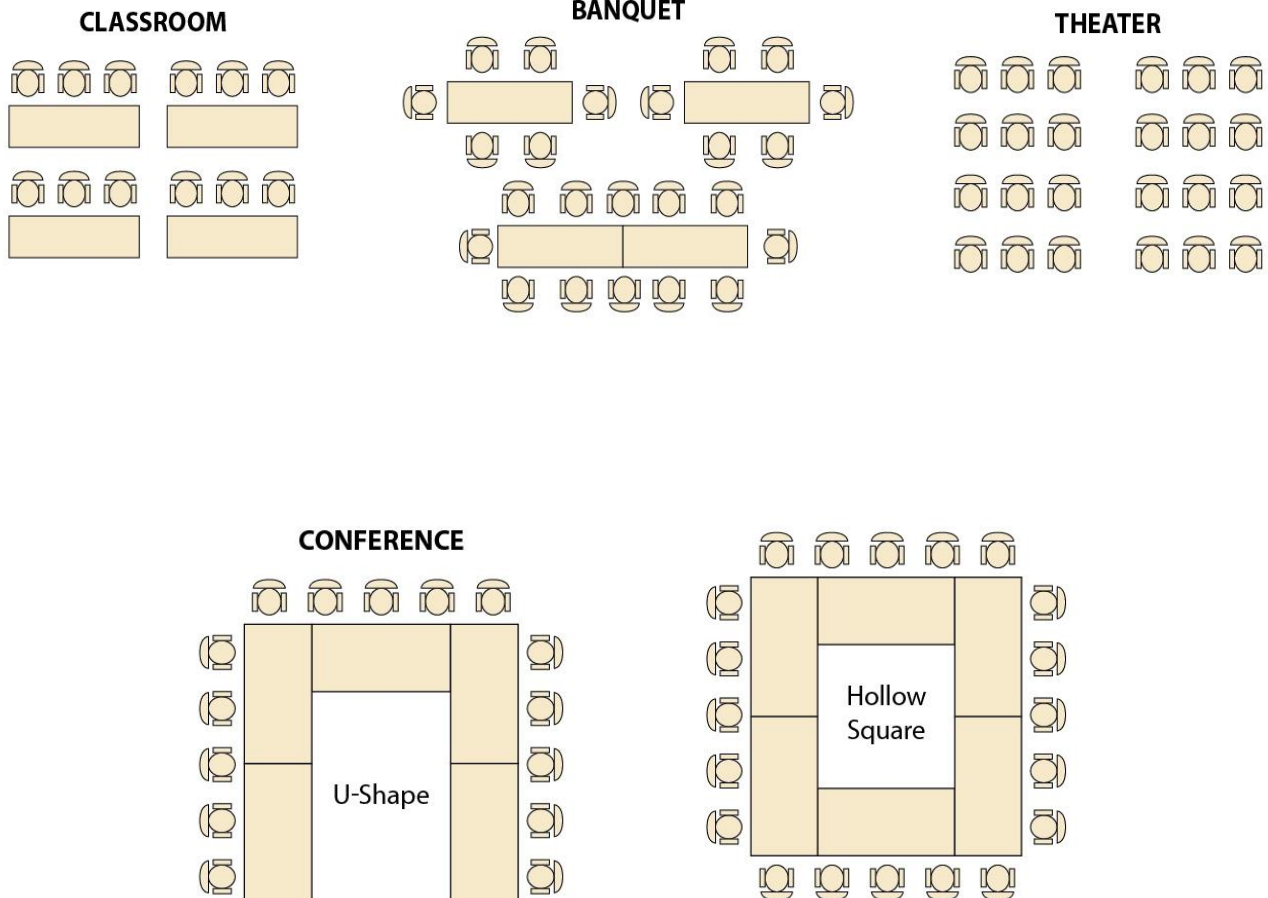 CLASSROOM
BANQUET
THEATER
CONFERENCE
U-Shape
Hollow
Square